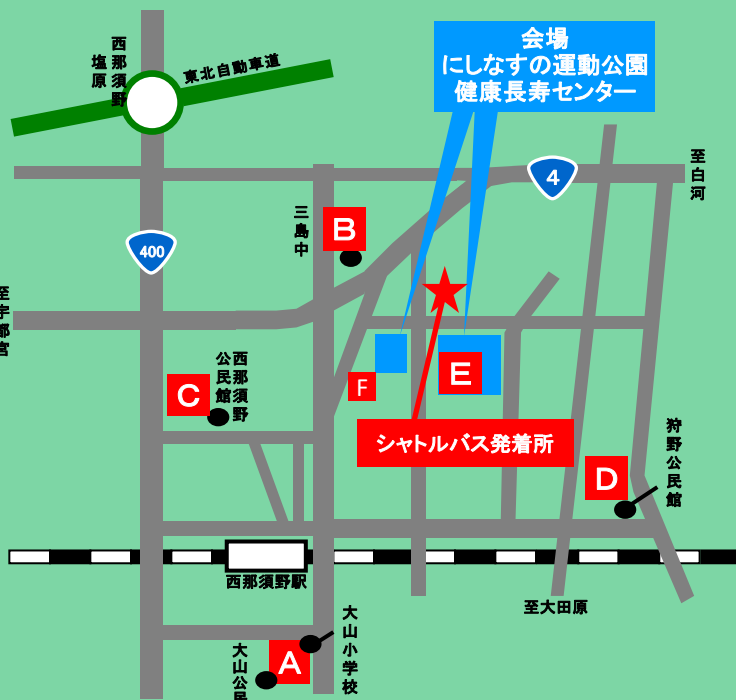 会場
にしなすの運動公園
健康長寿センター
西那須野
塩原
東北自動車道
4
至白河
三島中
B
400
至宇都宮
西那須野
公民館
C
F
E
シャトルバス発着所
狩野公民館
D
西那須野駅
至大田原
大山小学校
A
大山公民